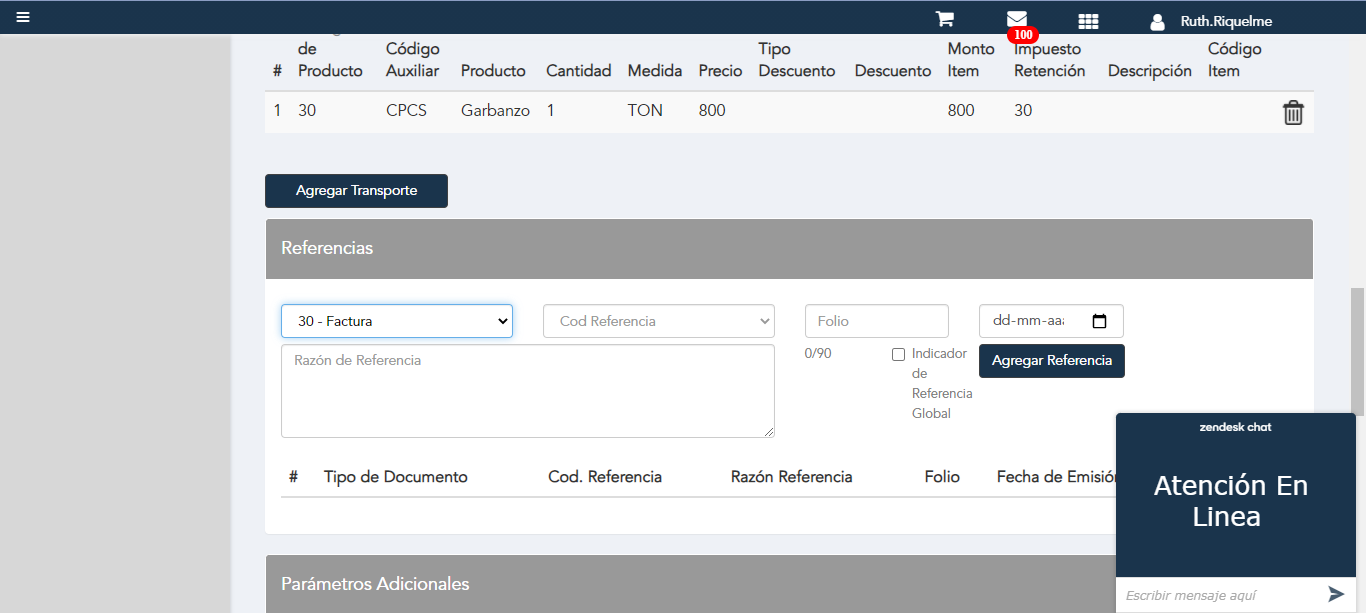 Ruth.Riquelme
100
# de Producto Código Auxiliar Producto Cantidad Medida Precio Tipo Descuento Descuento Monto Item Impuesto Retención Descripción Código Item
1 30 CPCS Garbanzo 1 TON 800 800 30
Agregar Transporte
Referencias
30 - Factura Cod Referencia Folio dd-mm-aaa
Razón de Referencia
0/90
Indicador
de
Referencia
Global
Agregar Referencia
# Tipo de Documento Cod. Referencia Razón Referencia Folio Fecha de Emisión
Parámetros Adicionales
zendesk chat
Atención En
Linea
Escribir mensaje aquí